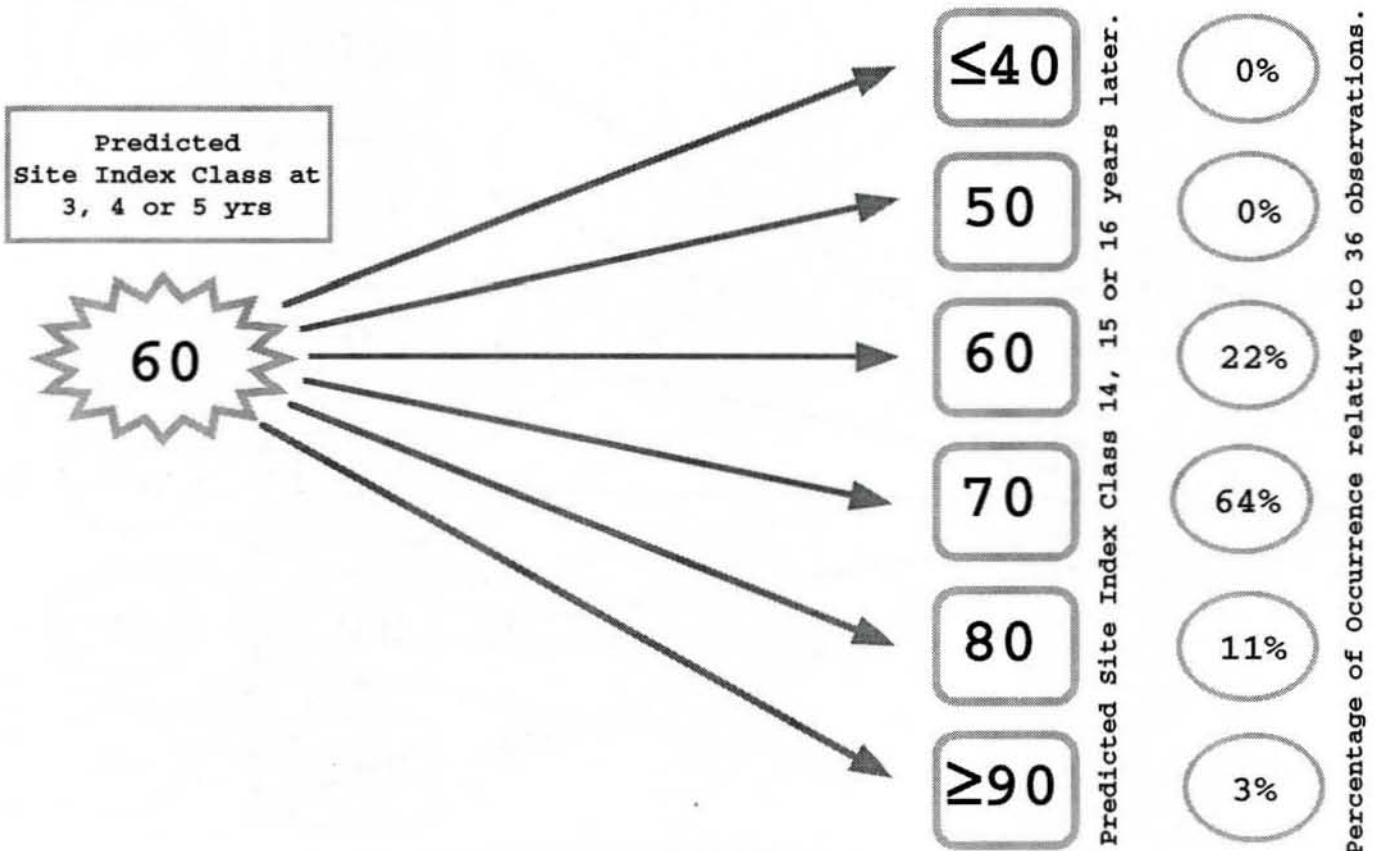 Predicted
Site Index Class at
3, 4 or 5 yrs
60
≤40
50
60
70
80
≥90
Predicted Site Index Class 14, 15 or 16 years later.
0%
0%
22%
64%
11%
3%
Percentage of occurrence relative to 36 observations.